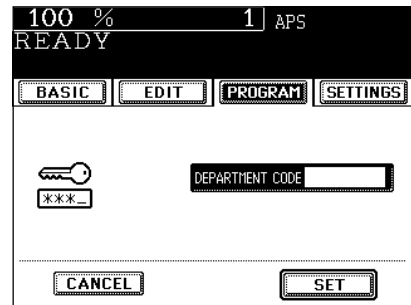 100 % 1 APS
READY
BASIC EDIT PROGRAM SETTINGS
DEPARTMENT CODE
***_
CANCEL SET